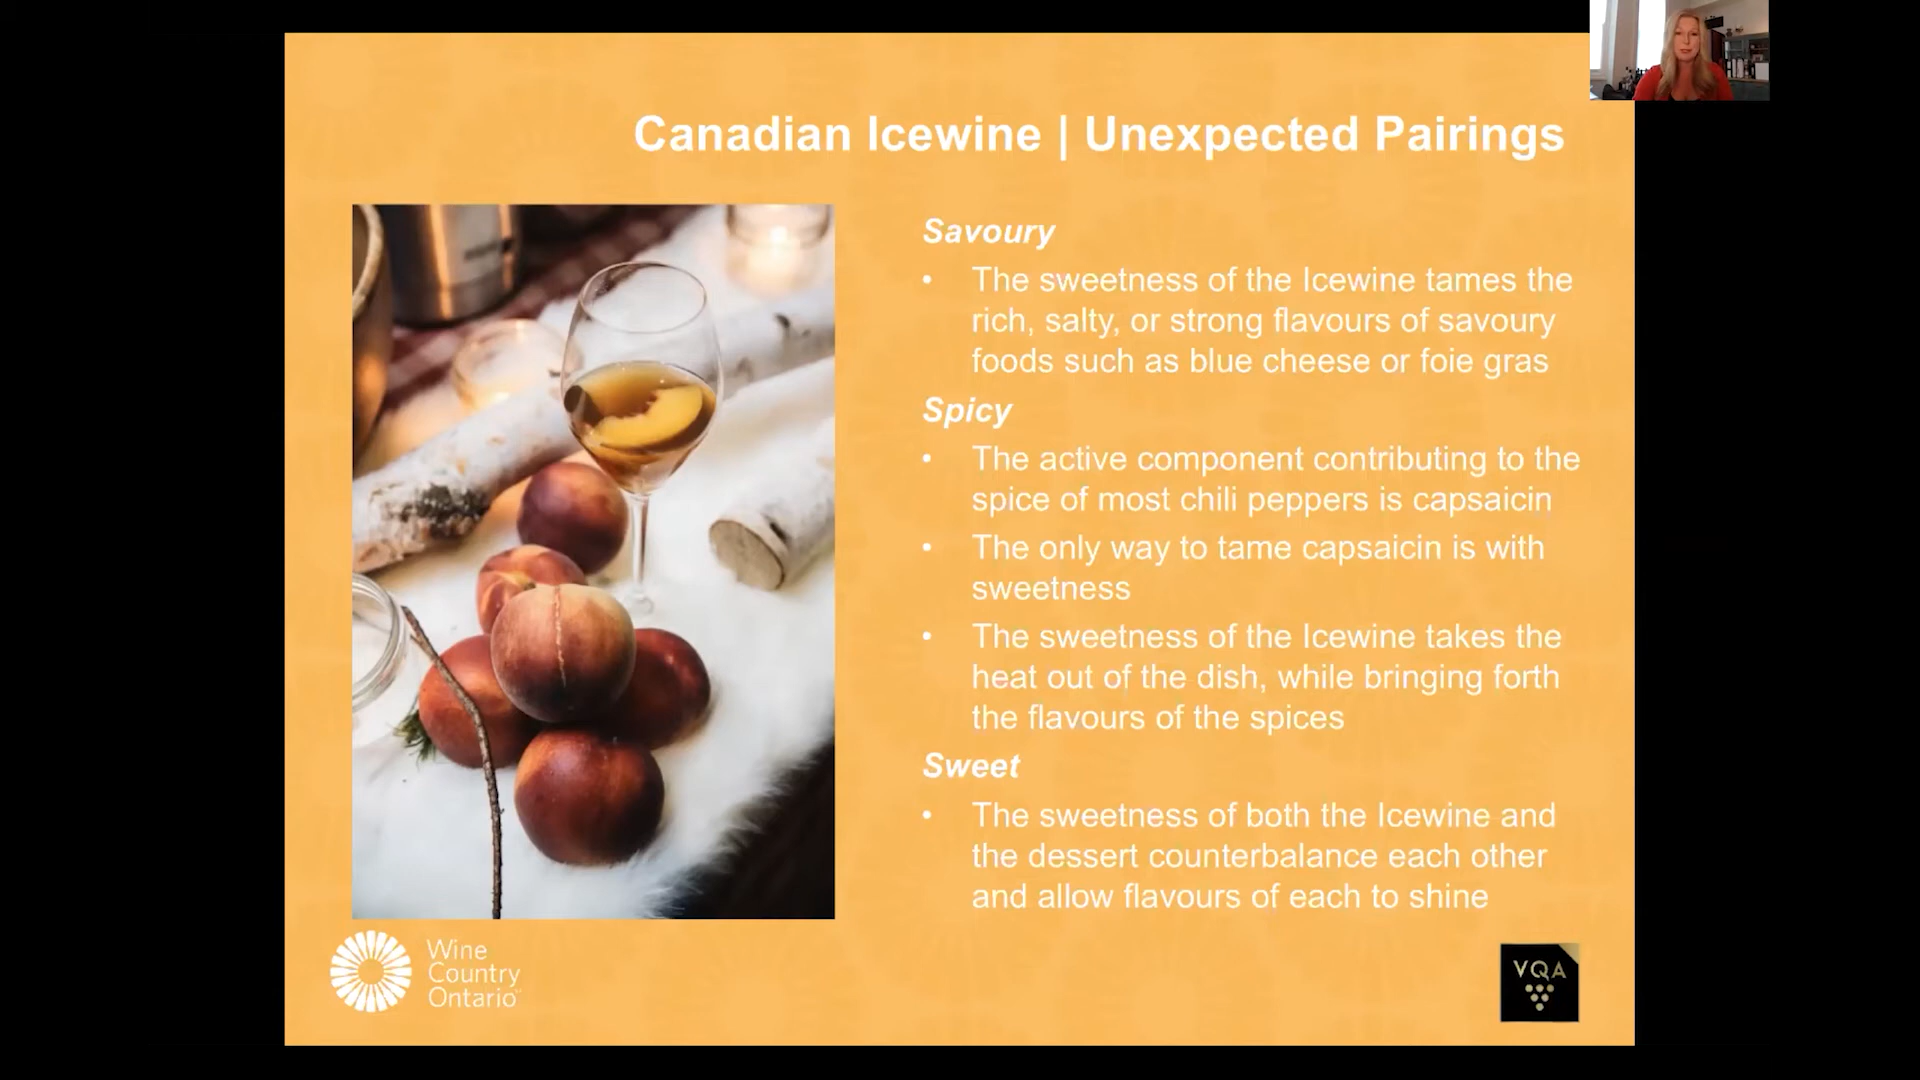 Canadian Icewine | Unexpected Pairings
Savoury
• The sweetness of the Icewine tames the
rich, salty, or strong flavours of savoury
foods such as blue cheese or foie gras
Spicy
• The active component contributing to the
spice of most chili peppers is capsaicin
• The only way to tame capsaicin is with
sweetness
• The sweetness of the Icewine takes the
heat out of the dish, while bringing forth
the flavours of the spices
Sweet
• The sweetness of both the Icewine and
the dessert counterbalance each other
and allow flavours of each to shine
Wine
Country
Ontario
VQA